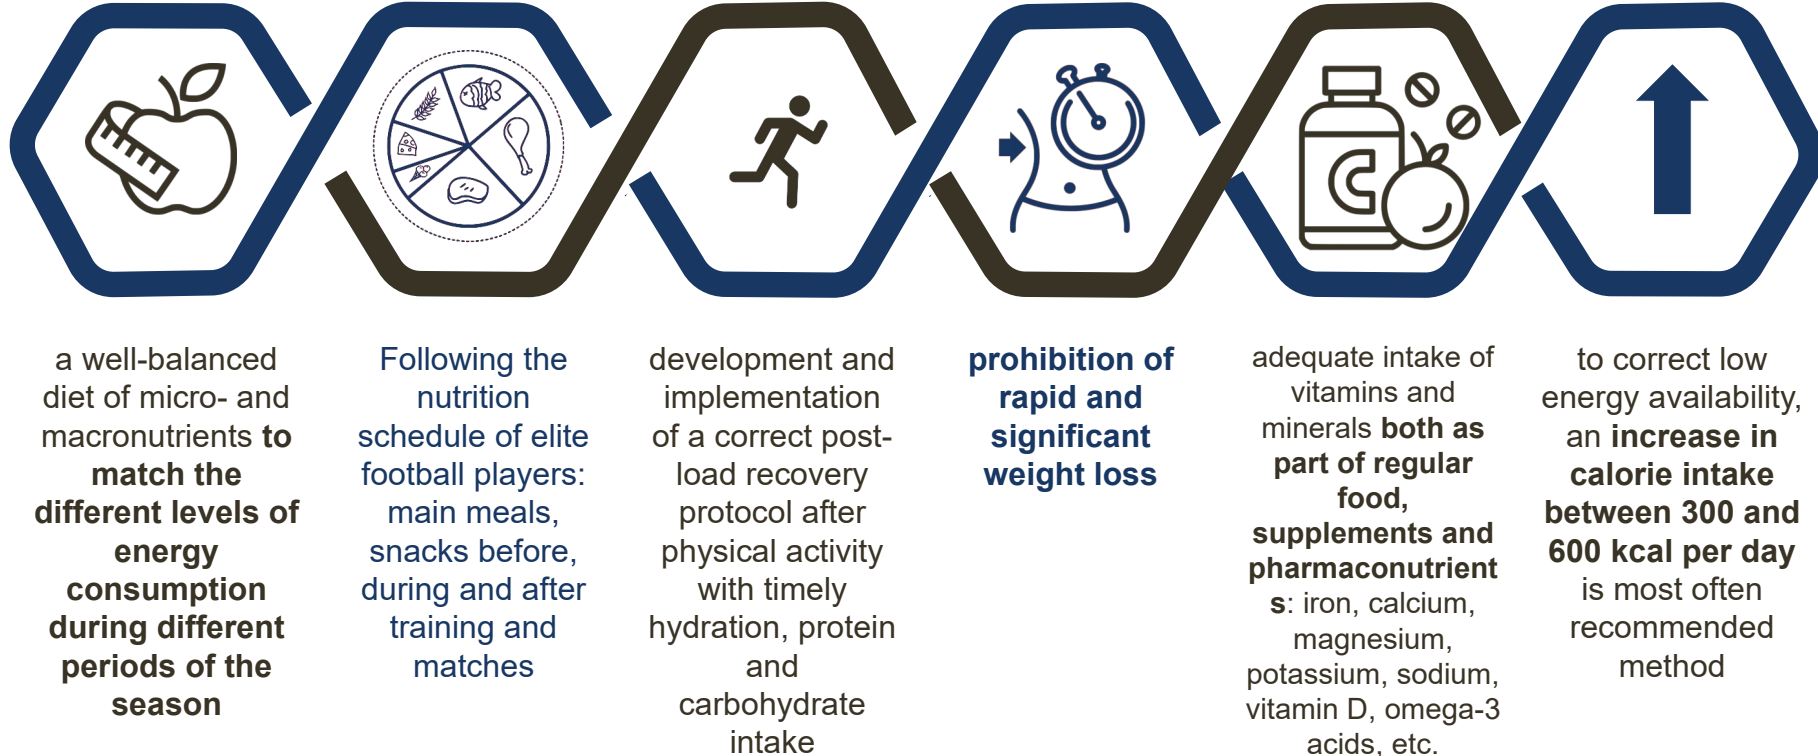 a well-balanced
diet of micro- and
macronutrients to
match the
different levels of
energy
consumption
during different
periods of the
season
Following the
nutrition
schedule of elite
football players:
main meals,
snacks before,
during and after
training and
matches
development and
implementation
of a correct post-
load recovery
protocol after
physical activity
with timely
hydration, protein
and
carbohydrate
intake
prohibition of
rapid and
significant
weight loss
adequate intake of
vitamins and
minerals both as
part of regular
food,
supplements and
pharmaconutrient
s: iron, calcium,
magnesium,
potassium, sodium,
vitamin D, omega-3
acids, etc.
to correct low
energy availability,
an increase in
calorie intake
between 300 and
600 kcal per day
is most often
recommended
method